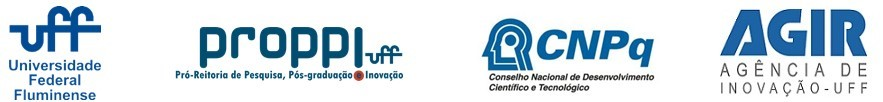 uff
Universidade
Federal
Fluminense
proppi uff
Pró-Reitoria de Pesquisa, Pós-graduação e Inovação
CNPq
Conselho Nacional de Desenvolvimento
Científico e Tecnológico
AGIR
AGÊNCIA DE
INOVAÇÃO-UFF